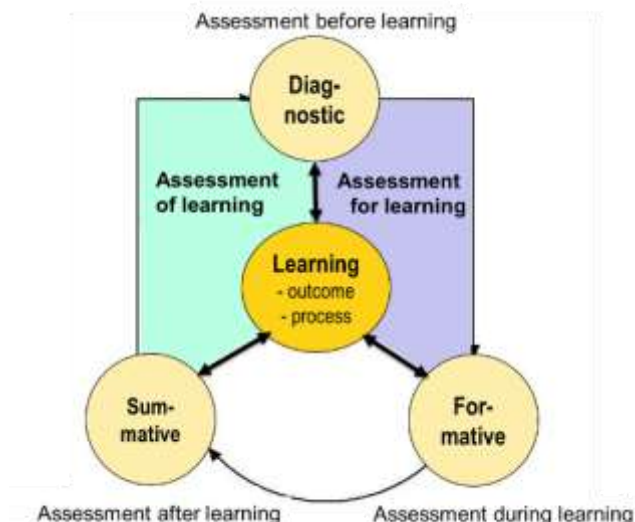 Assessment before learning
Diag-
nostic
Assessment
of learning
Assessment
for learning
Learning
- outcome
- process
Sum-
mative
For-
mative
Assessment after learning
Assessment during learning